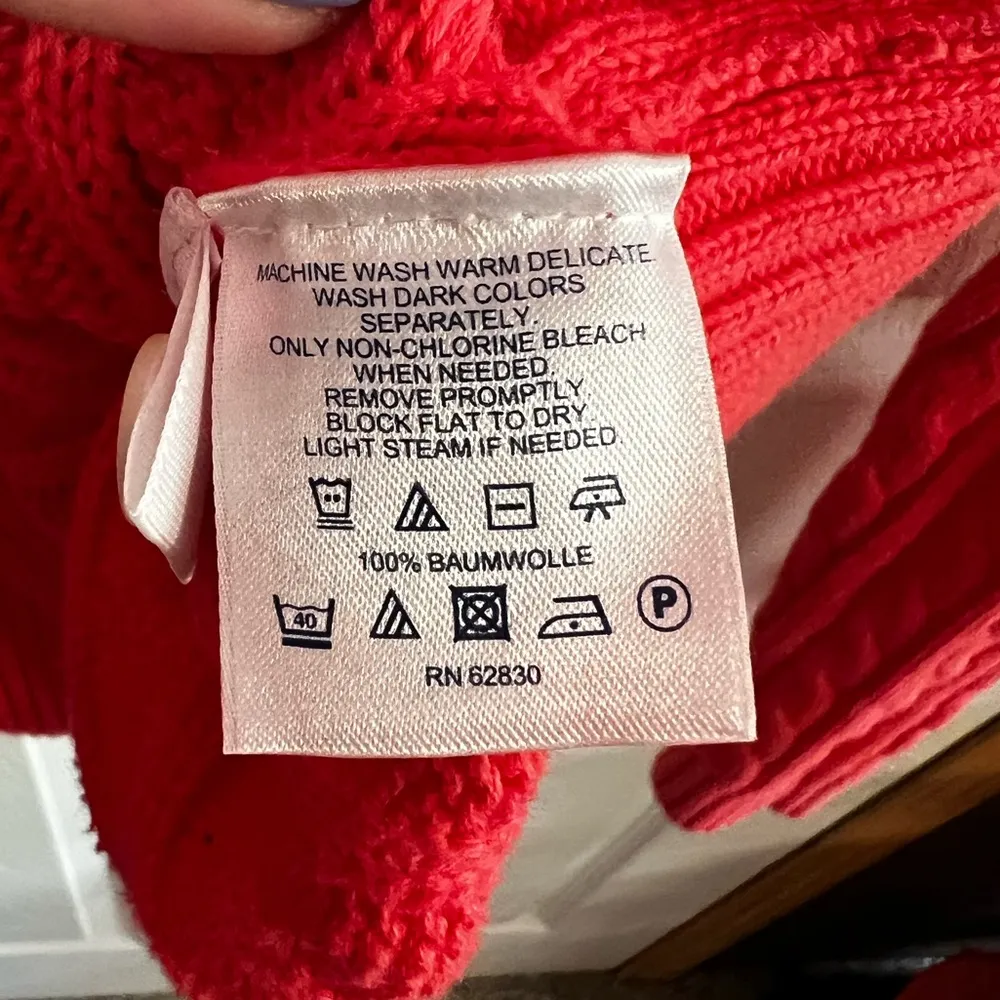 MACHINE WASH WARM DELICATE
WASH DARK COLORS
SEPARATELY.
ONLY NON-CHLORINE BLEACH
WHEN NEEDED.
REMOVE PROMPTLY.
BLOCK FLAT TO DRY.
LIGHT STEAM IF NEEDED.
100% BAUMWOLLE
40 P
RN 62830